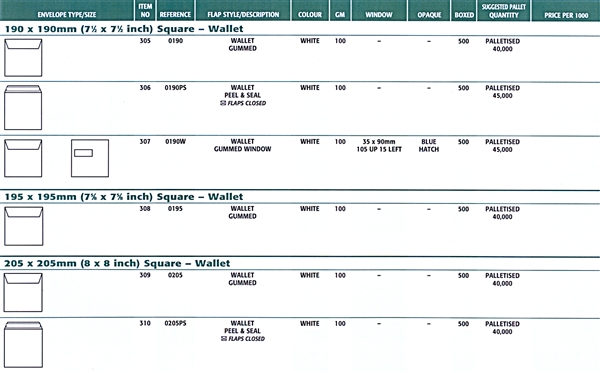 ENVELOPE TYPE/SIZE ITEM NO REFERENCE FLAP STYLE/DESCRIPTION COLOUR GM WINDOW OPAQUE BOXED SUGGESTED PALLET QUANTITY PRICE PER 1000
190 x 190mm (7½ x 7½ inch) Square – Wallet
305 0190 WALLET WHITE 100 – – 500 PALLETISED
GUMMED 40,000
306 0190PS WALLET WHITE 100 – – 500 PALLETISED
PEEL & SEAL 45,000
☒ FLAPS CLOSED
307 0190W WALLET WHITE 100 35 x 90mm BLUE 500 PALLETISED
GUMMED WINDOW 105 UP 15 LEFT HATCH 45,000
195 x 195mm (7⅝ x 7⅝ inch) Square – Wallet
308 0195 WALLET WHITE 100 – – 500 PALLETISED
GUMMED 40,000
205 x 205mm (8 x 8 inch) Square – Wallet
309 0205 WALLET WHITE 100 – – 500 PALLETISED
GUMMED 40,000
310 0205PS WALLET WHITE 100 – – 500 PALLETISED
PEEL & SEAL 40,000
☒ FLAPS CLOSED